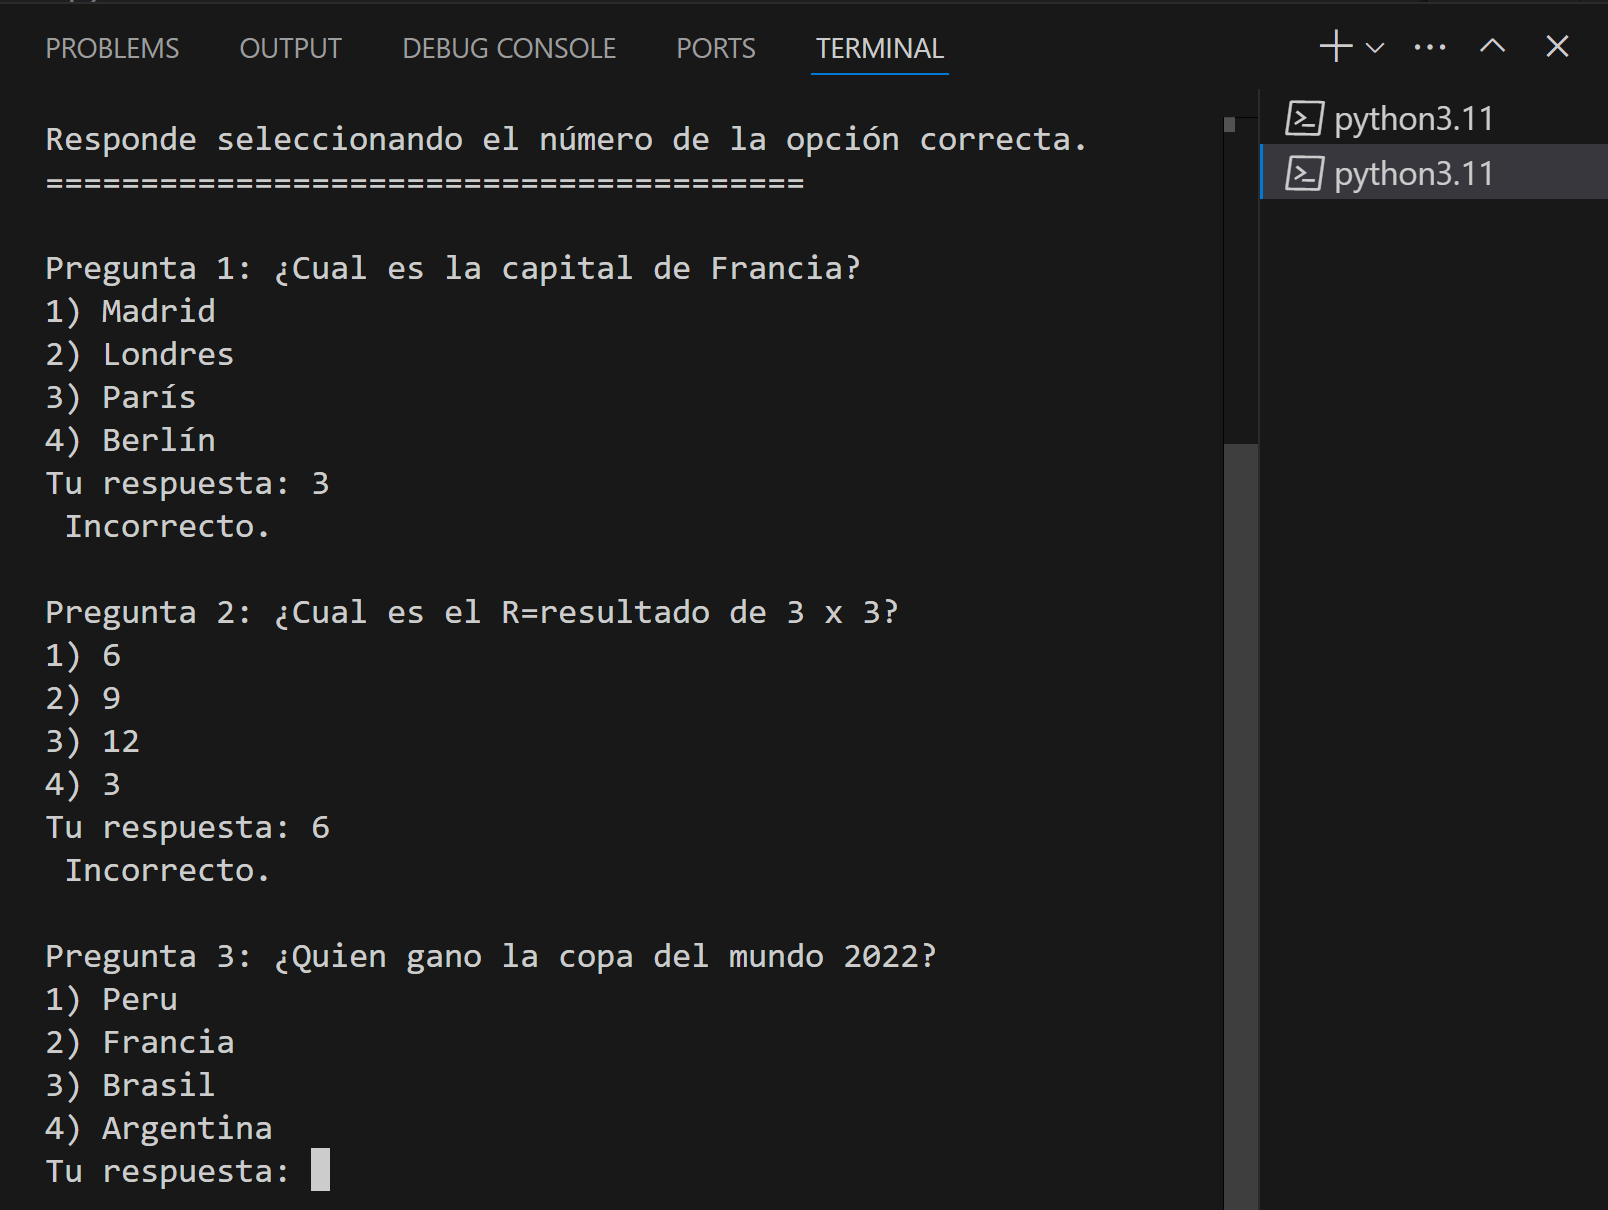 PROBLEMS OUTPUT DEBUG CONSOLE PORTS TERMINAL
python3.11
python3.11
Responde seleccionando el número de la opción correcta.
========================================
Pregunta 1: ¿Cual es la capital de Francia?
1) Madrid
2) Londres
3) París
4) Berlín
Tu respuesta: 3
Incorrecto.
Pregunta 2: ¿Cual es el R=resultado de 3 x 3?
1) 6
2) 9
3) 12
4) 3
Tu respuesta: 6
Incorrecto.
Pregunta 3: ¿Quien gano la copa del mundo 2022?
1) Peru
2) Francia
3) Brasil
4) Argentina
Tu respuesta: